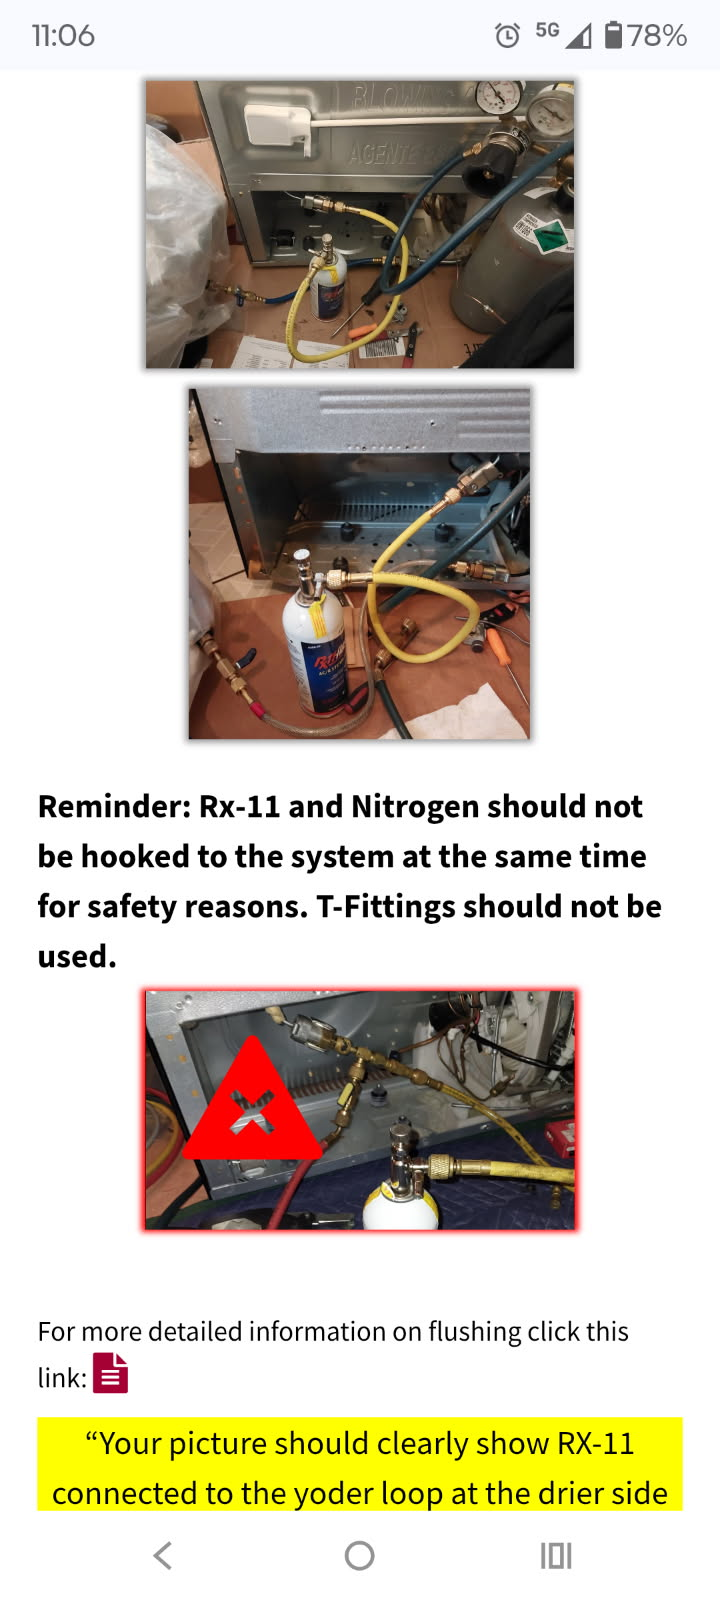 11:06
5G
78%
BLOWING
AGENTE
Reminder: Rx-11 and Nitrogen should not
be hooked to the system at the same time
for safety reasons. T-Fittings should not be
used.
For more detailed information on flushing click this
link:
“Your picture should clearly show RX-11
connected to the yoder loop at the drier side